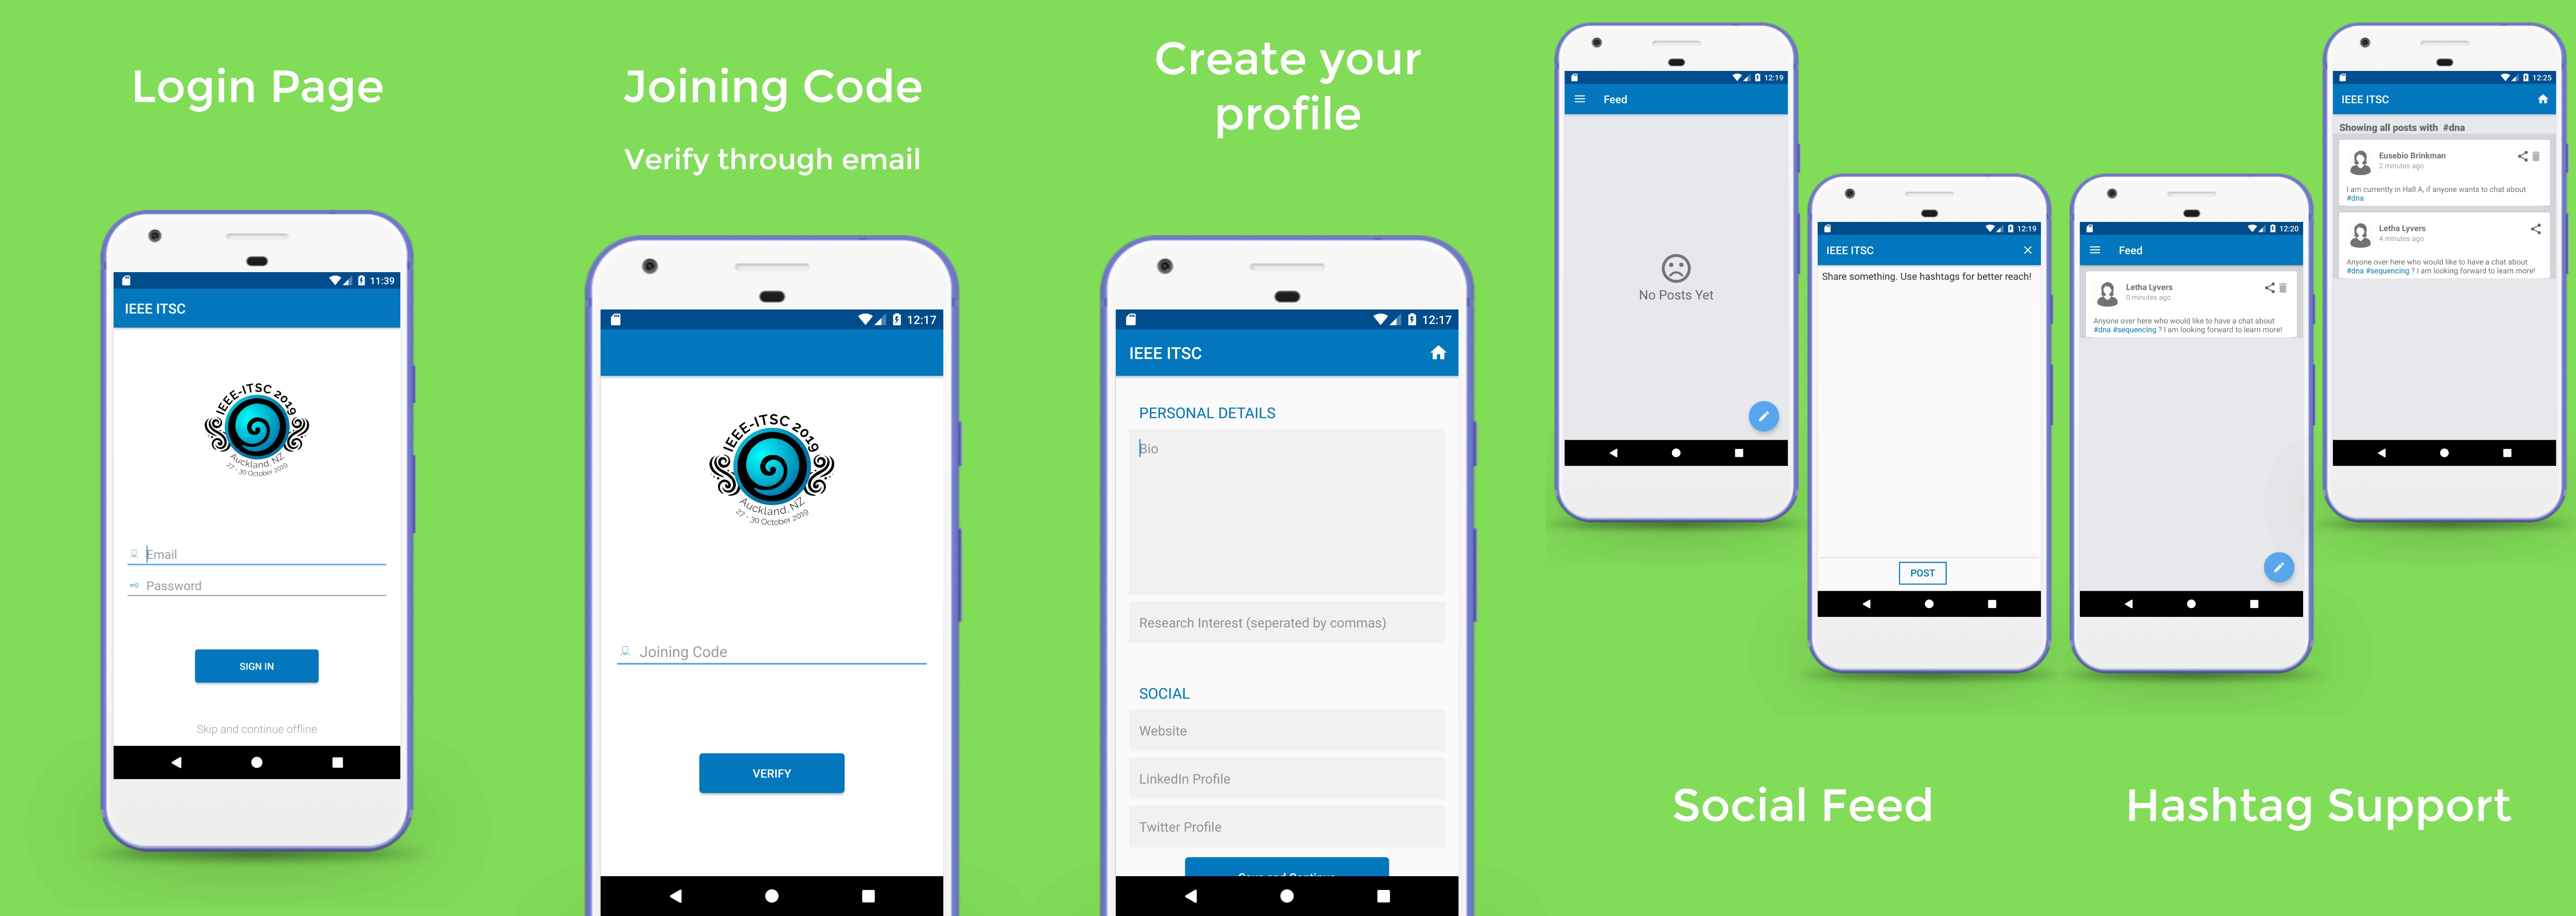 Login Page
11:39
IEEE ITSC
IEEE-ITSC 2019
Auckland, NZ
27 - 30 October 2019
Email
Password
SIGN IN
Skip and continue offline
Joining Code
Verify through email
12:17
IEEE-ITSC 2019
Auckland, NZ
27 - 30 October 2019
Joining Code
VERIFY
Create your
profile
12:17
IEEE ITSC
PERSONAL DETAILS
Bio
Research Interest (seperated by commas)
SOCIAL
Website
LinkedIn Profile
Twitter Profile
Save and Continue
12:19
Feed
No Posts Yet
12:19
IEEE ITSC
Share something. Use hashtags for better reach!
POST
Social Feed
12:20
Feed
Letha Lyvers
0 minutes ago
Anyone over here who would like to have a chat about
#dna #sequencing ? I am looking forward to learn more!
12:25
IEEE ITSC
Showing all posts with #dna
Eusebio Brinkman
2 minutes ago
I am currently in Hall A, if anyone wants to chat about
#dna
Letha Lyvers
4 minutes ago
Anyone over here who would like to have a chat about
#dna #sequencing ? I am looking forward to learn more!
Hashtag Support